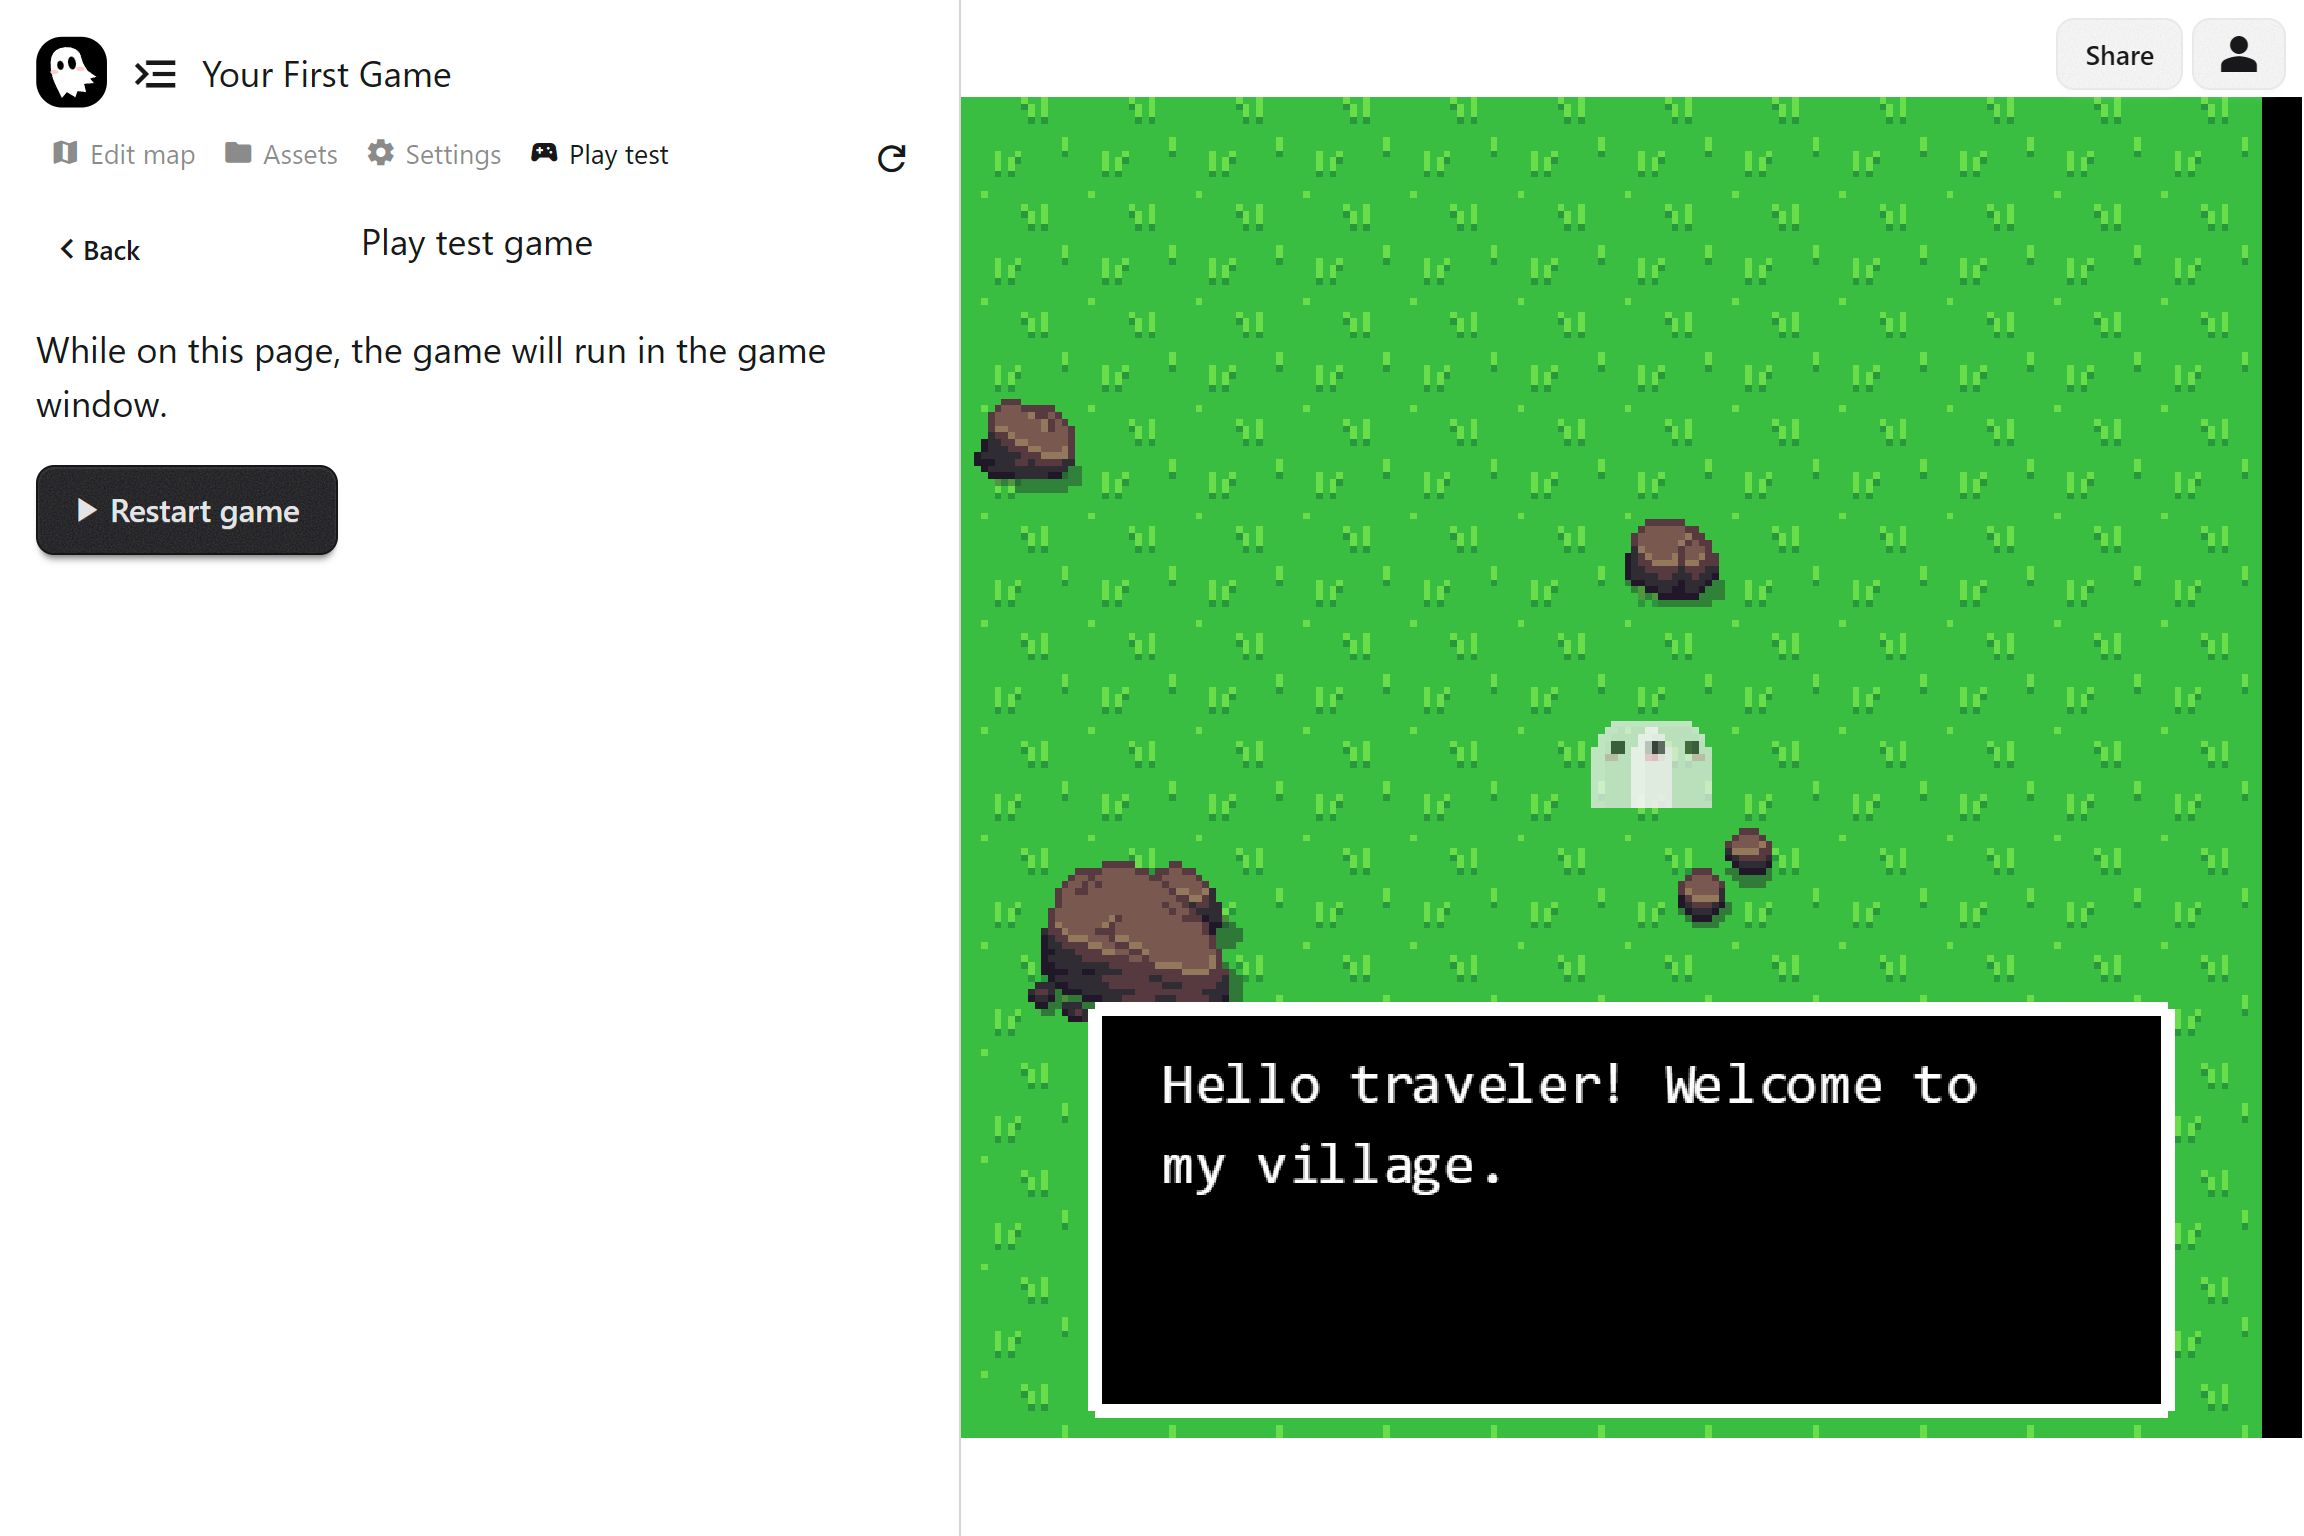 Your First Game
Share
Edit map Assets Settings Play test
Back
Play test game
While on this page, the game will run in the game
window.
Restart game
Hello traveler! Welcome to
my village.